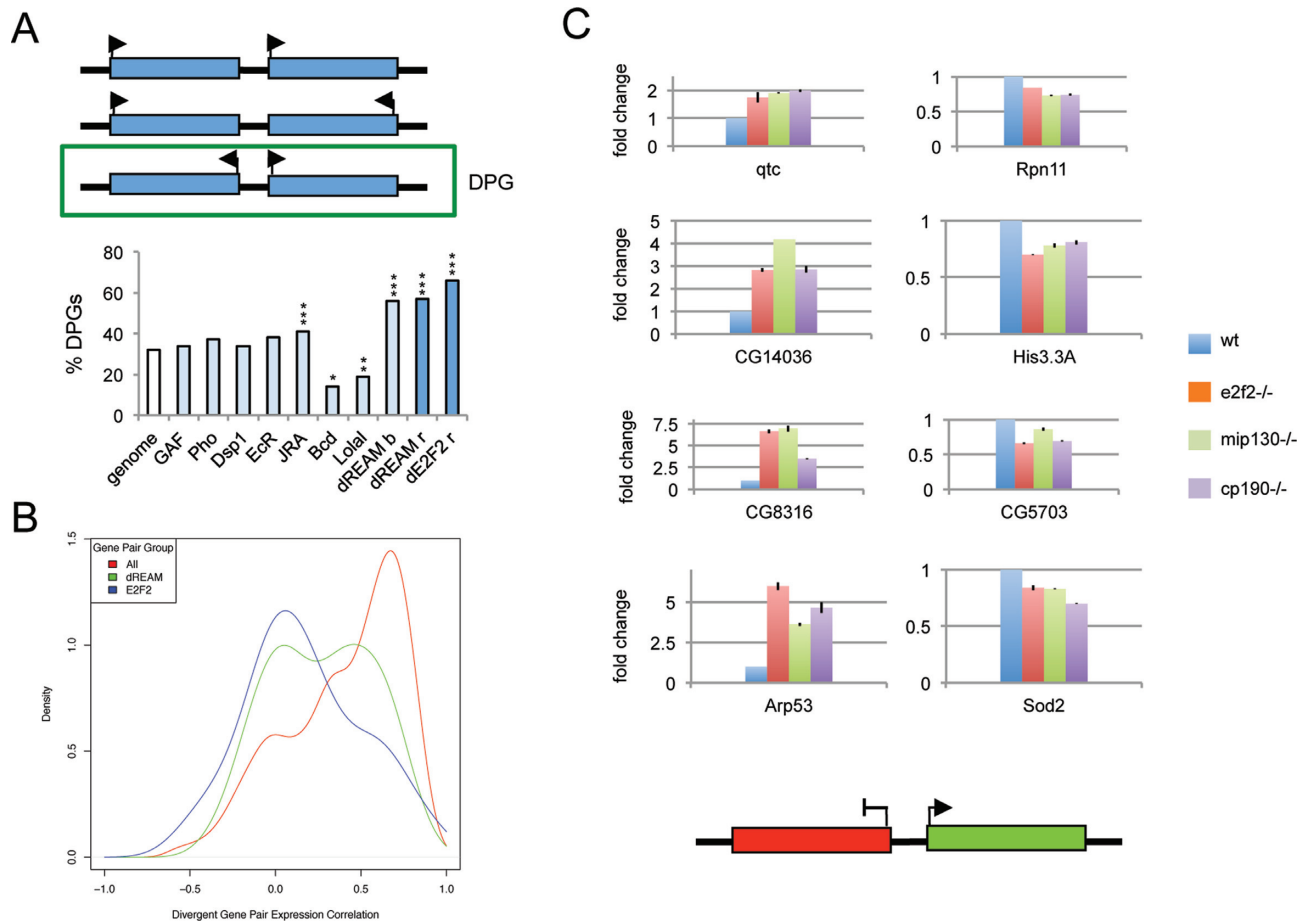 A
DPG
% DPGs
80
60
40
20
0
***
*
**
***
***
***
genome
GAF
Pho
Dsp1
EcR
JRA
Bcd
Lolal
dREAM b
dREAM r
dE2F2 r
B
Gene Pair Group
All
dREAM
E2F2
Density
1.5
1.0
0.5
0.0
−1.0
−0.5
0.0
0.5
1.0
Divergent Gene Pair Expression Correlation
C
fold change
2
1
0
qtc
1
0.5
0
Rpn11
fold change
5
4
3
2
1
0
CG14036
1
0.5
0
His3.3A
fold change
7.5
5
2.5
0
CG8316
1
0.5
0
CG5703
fold change
5
2.5
0
Arp53
1
0.5
0
Sod2
wt
e2f2-/-
mip130-/-
cp190-/-